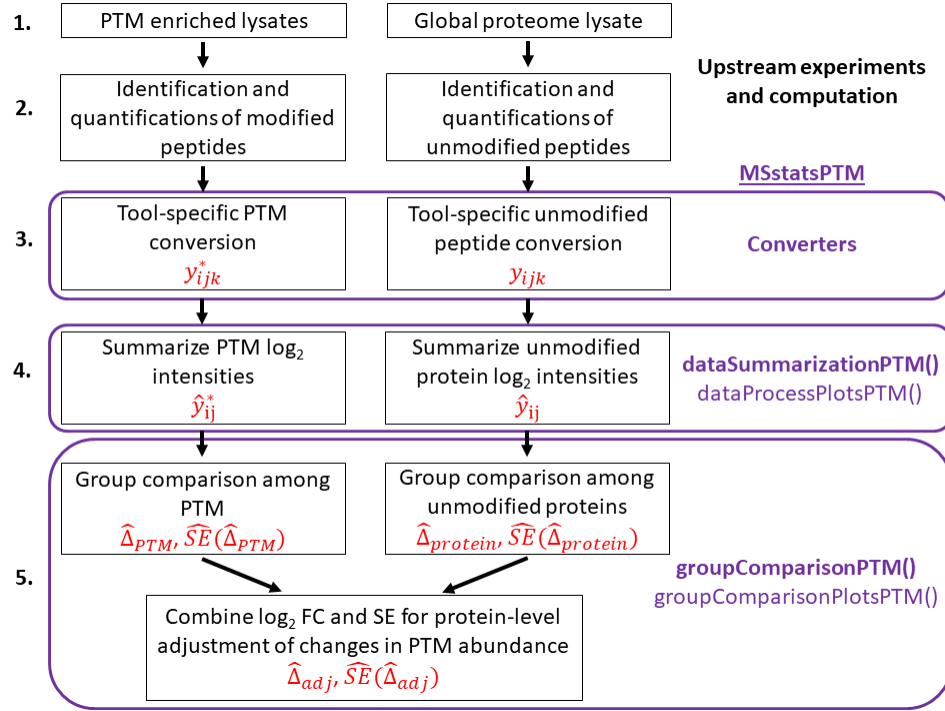 1.
PTM enriched lysates
Global proteome lysate
Upstream experiments
and computation
2.
Identification and
quantifications of modified
peptides
Identification and
quantifications of
unmodified peptides
MSstatsPTM
3.
Tool-specific PTM
conversion
y*ijk
Tool-specific unmodified
peptide conversion
yijk
Converters
4.
Summarize PTM log₂
intensities
ŷ*ij
Summarize unmodified
protein log₂ intensities
ŷij
dataSummarizationPTM()
dataProcessPlotsPTM()
5.
Group comparison among
PTM
Δ̂PTM, SÊ(Δ̂PTM)
Group comparison among
unmodified proteins
Δ̂protein, SÊ(Δ̂protein)
groupComparisonPTM()
groupComparisonPlotsPTM()
Combine log₂ FC and SE for protein-level
adjustment of changes in PTM abundance
Δ̂adj, SÊ(Δ̂adj)